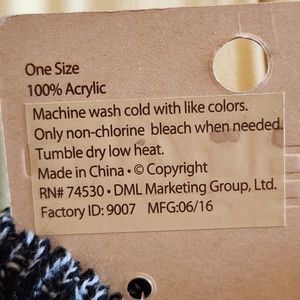 One Size
100% Acrylic
Machine wash cold with like colors.
Only non-chlorine bleach when needed.
Tumble dry low heat.
Made in China • © Copyright
RN# 74530 • DML Marketing Group, Ltd.
Factory ID: 9007 MFG:06/16